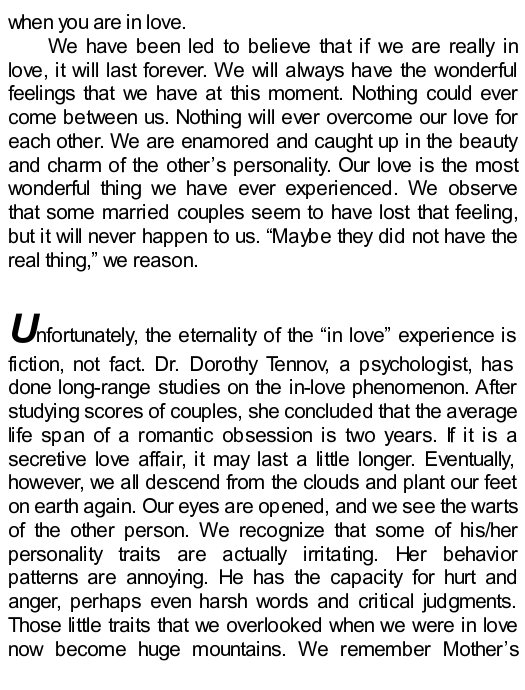 when you are in love.
We have been led to believe that if we are really in
love, it will last forever. We will always have the wonderful
feelings that we have at this moment. Nothing could ever
come between us. Nothing will ever overcome our love for
each other. We are enamored and caught up in the beauty
and charm of the other’s personality. Our love is the most
wonderful thing we have ever experienced. We observe
that some married couples seem to have lost that feeling,
but it will never happen to us. “Maybe they did not have the
real thing,” we reason.
Unfortunately, the eternality of the “in love” experience is
fiction, not fact. Dr. Dorothy Tennov, a psychologist, has
done long-range studies on the in-love phenomenon. After
studying scores of couples, she concluded that the average
life span of a romantic obsession is two years. If it is a
secretive love affair, it may last a little longer. Eventually,
however, we all descend from the clouds and plant our feet
on earth again. Our eyes are opened, and we see the warts
of the other person. We recognize that some of his/her
personality traits are actually irritating. Her behavior
patterns are annoying. He has the capacity for hurt and
anger, perhaps even harsh words and critical judgments.
Those little traits that we overlooked when we were in love
now become huge mountains. We remember Mother’s